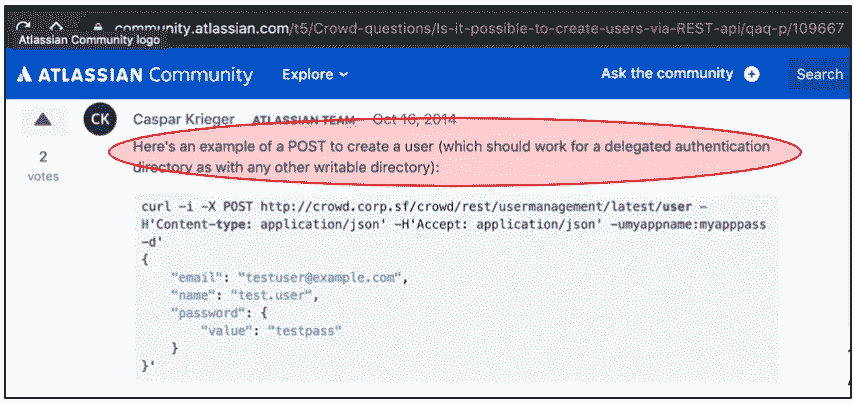 community.atlassian.com/t5/Crowd-questions/Is-it-possible-to-create-users-via-REST-api/qaq-p/109667
Atlassian Community logo
ATLASSIAN Community Explore Ask the community Search
CK Caspar Krieger ATLASSIAN TEAM Oct 16, 2014
2
votes
Here's an example of a POST to create a user (which should work for a delegated authentication
directory as with any other writable directory):
curl -i -X POST http://crowd.corp.sf/crowd/rest/usermanagement/latest/user -
H'Content-type: application/json' -H'Accept: application/json' -umyappname:myapppass
-d'
{
"email": "testuser@example.com",
"name": "test.user",
"password": {
"value": "testpass"
}
}'